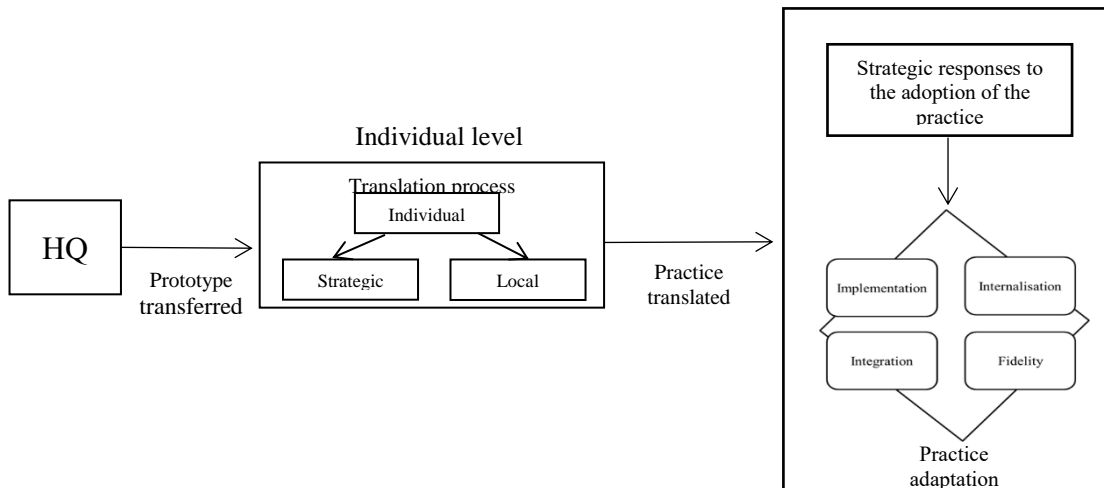 HQ
Prototype
transferred
Individual level
Translation process
Individual
Strategic
Local
Practice
translated
Strategic responses to
the adoption of the
practice
Implementation
Internalisation
Integration
Fidelity
Practice
adaptation